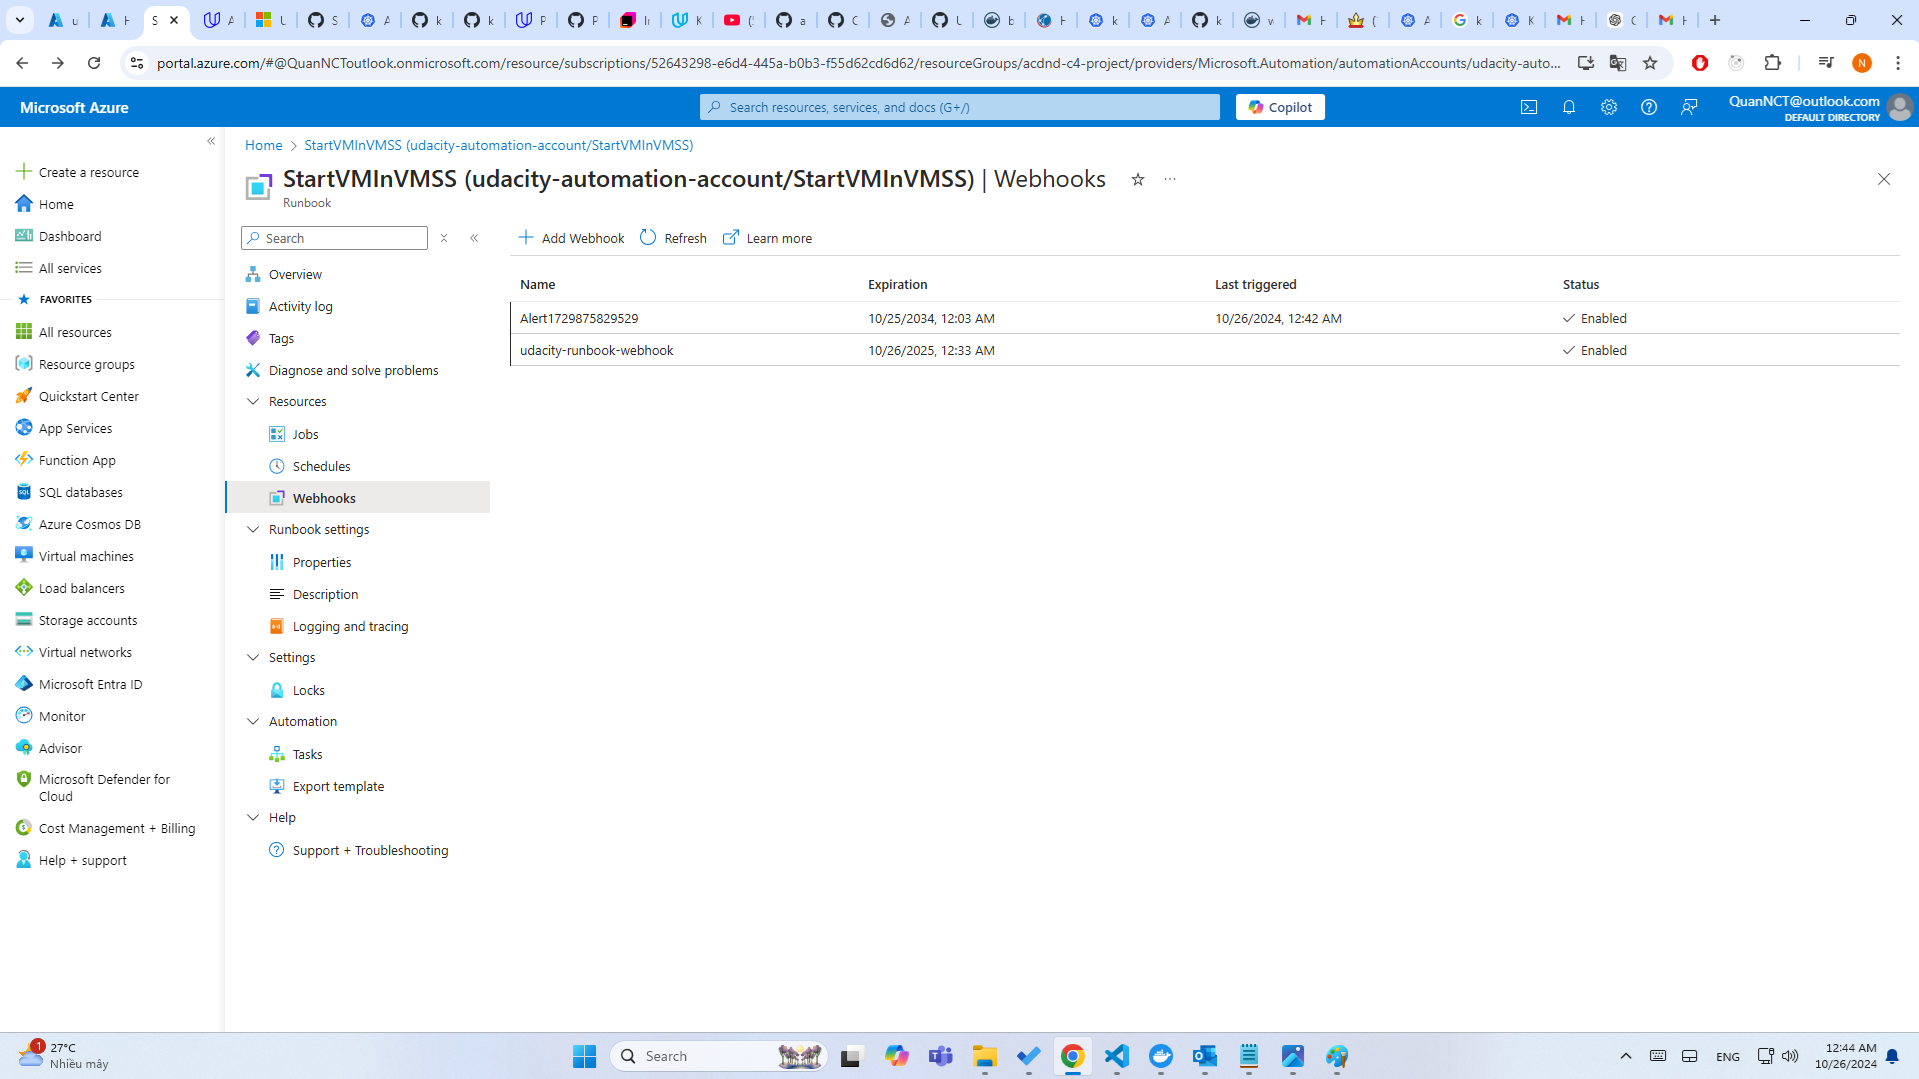 portal.azure.com/#@QuanNCToutlook.onmicrosoft.com/resource/subscriptions/52643298-e6d4-445a-b0b3-f55d62cd6d62/resourceGroups/acdnd-c4-project/providers/Microsoft.Automation/automationAccounts/udacity-auto...
Microsoft Azure
Search resources, services, and docs (G+/)
Copilot
QuanNCT@outlook.com
DEFAULT DIRECTORY
Home
StartVMInVMSS (udacity-automation-account/StartVMInVMSS)
StartVMInVMSS (udacity-automation-account/StartVMInVMSS) | Webhooks
Runbook
Create a resource
Home
Dashboard
All services
FAVORITES
All resources
Resource groups
Quickstart Center
App Services
Function App
SQL databases
Azure Cosmos DB
Virtual machines
Load balancers
Storage accounts
Virtual networks
Microsoft Entra ID
Monitor
Advisor
Microsoft Defender for
Cloud
Cost Management + Billing
Help + support
Search
Overview
Activity log
Tags
Diagnose and solve problems
Resources
Jobs
Schedules
Webhooks
Runbook settings
Properties
Description
Logging and tracing
Settings
Locks
Automation
Tasks
Export template
Help
Support + Troubleshooting
Add Webhook Refresh Learn more
Name Expiration Last triggered Status
Alert1729875829529 10/25/2034, 12:03 AM 10/26/2024, 12:42 AM Enabled
udacity-runbook-webhook 10/26/2025, 12:33 AM Enabled
1
27°C
Nhiều mây
Search
ENG
12:44 AM
10/26/2024